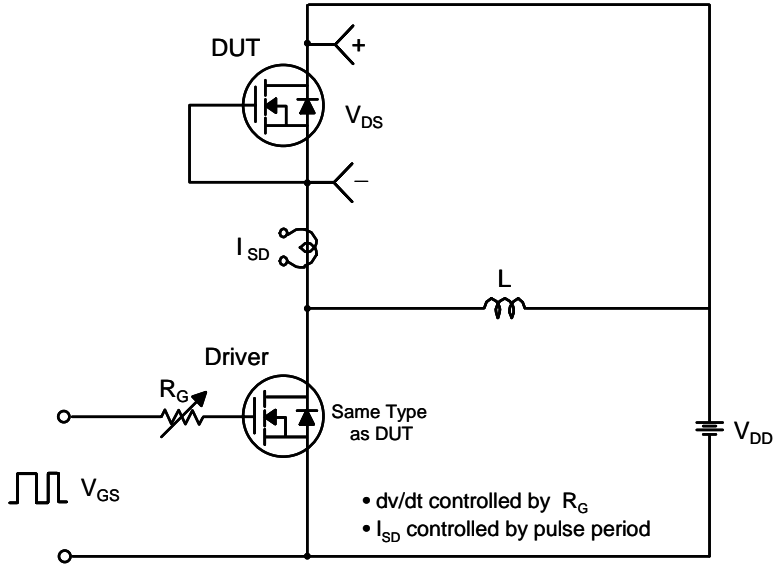 DUT
+
V_DS
–
I_SD
L
Driver
R_G
Same Type
as DUT
V_DD
V_GS
• dv/dt controlled by R_G
• I_SD controlled by pulse period